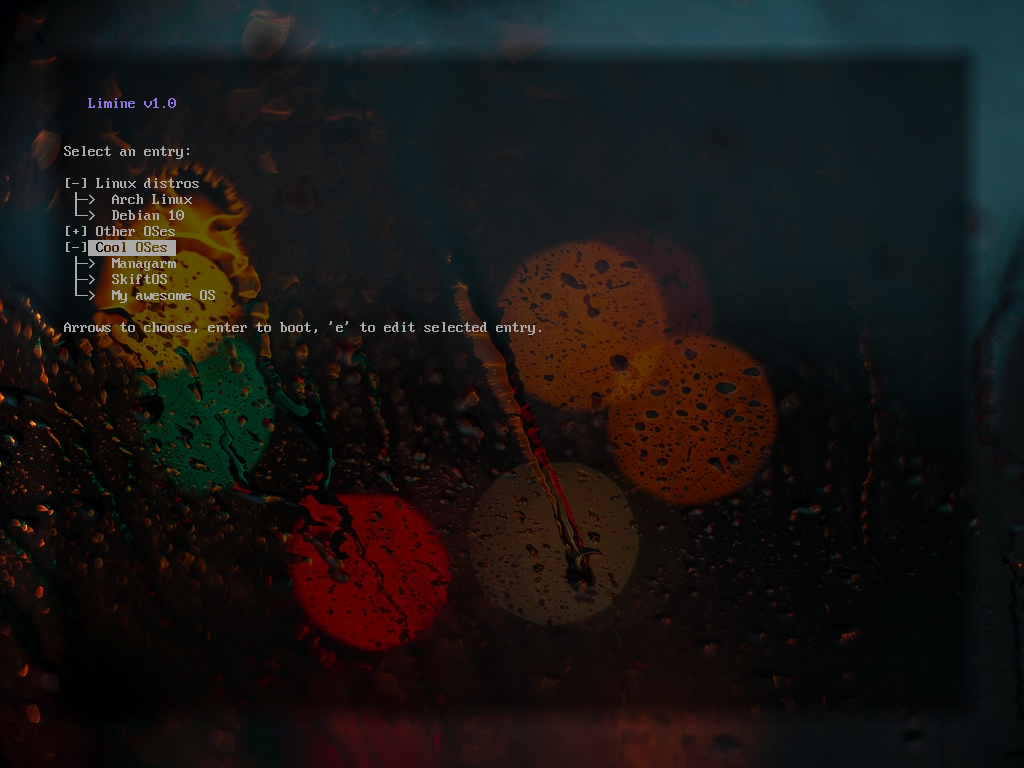 Limine v1.0
Select an entry:
[-] Linux distros
├─> Arch Linux
└─> Debian 10
[+] Other OSes
[-] Cool OSes
├─> Managarm
├─> SkiftOS
└─> My awesome OS
Arrows to choose, enter to boot, 'e' to edit selected entry.